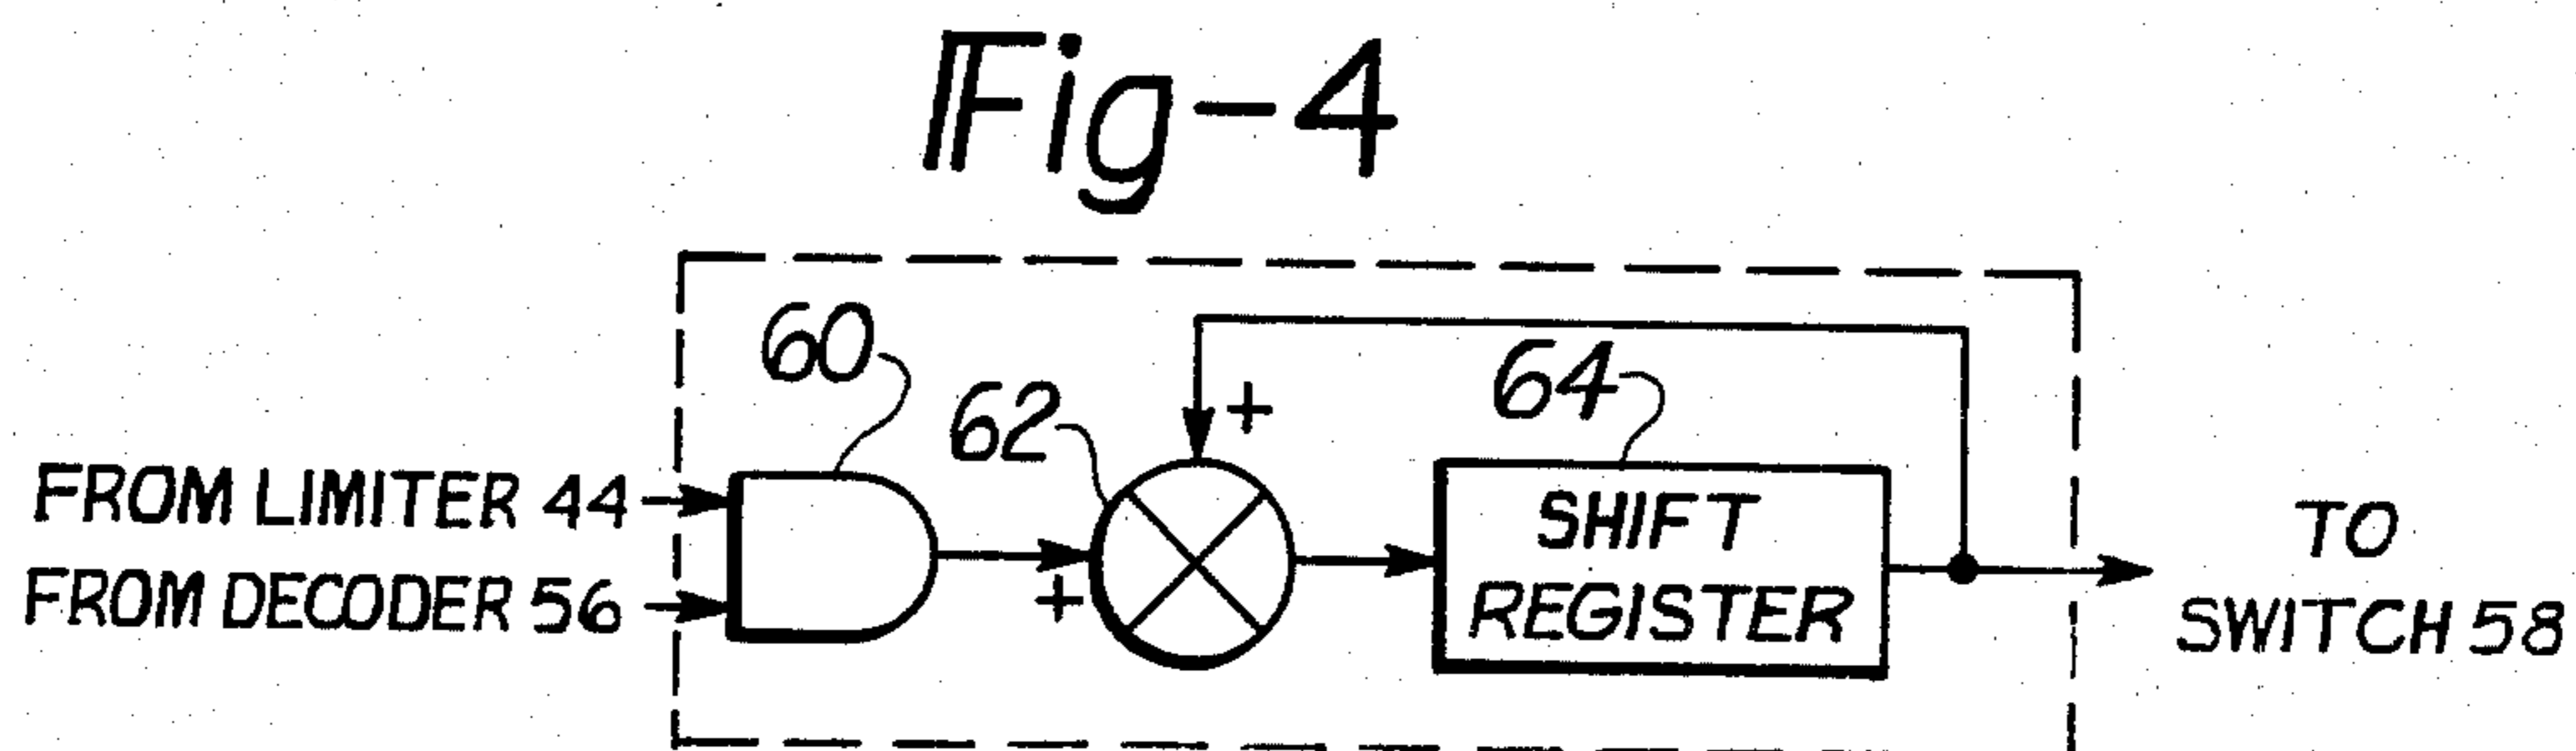 Fig-4
60
62
+
64
FROM LIMITER 44
FROM DECODER 56
+
SHIFT
REGISTER
TO
SWITCH 58